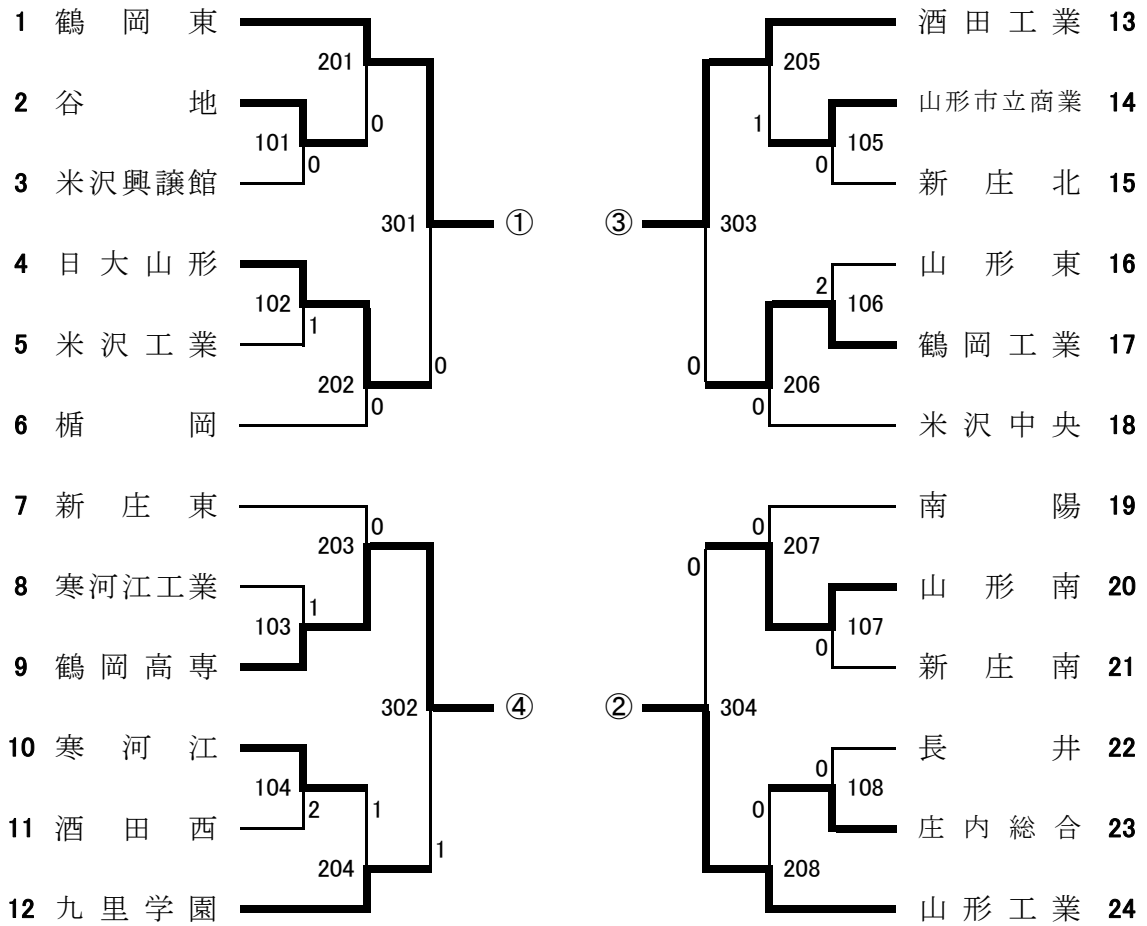 1 鶴岡東
201
2 谷地
0
101
0
3 米沢興譲館
301
①
4 日大山形
102
1
5 米沢工業
0
202
0
6 楯岡
7 新庄東
0
203
8 寒河江工業
1
103
9 鶴岡高専
302
④
10 寒河江
104
2
1
11 酒田西
1
204
12 九里学園
酒田工業 13
205
山形市立商業 14
1
105
0
新庄北 15
③
303
山形東 16
2
106
鶴岡工業 17
0
206
0
米沢中央 18
南陽 19
0
207
0
山形南 20
107
0
新庄南 21
②
304
長井 22
0
108
0
庄内総合 23
208
山形工業 24